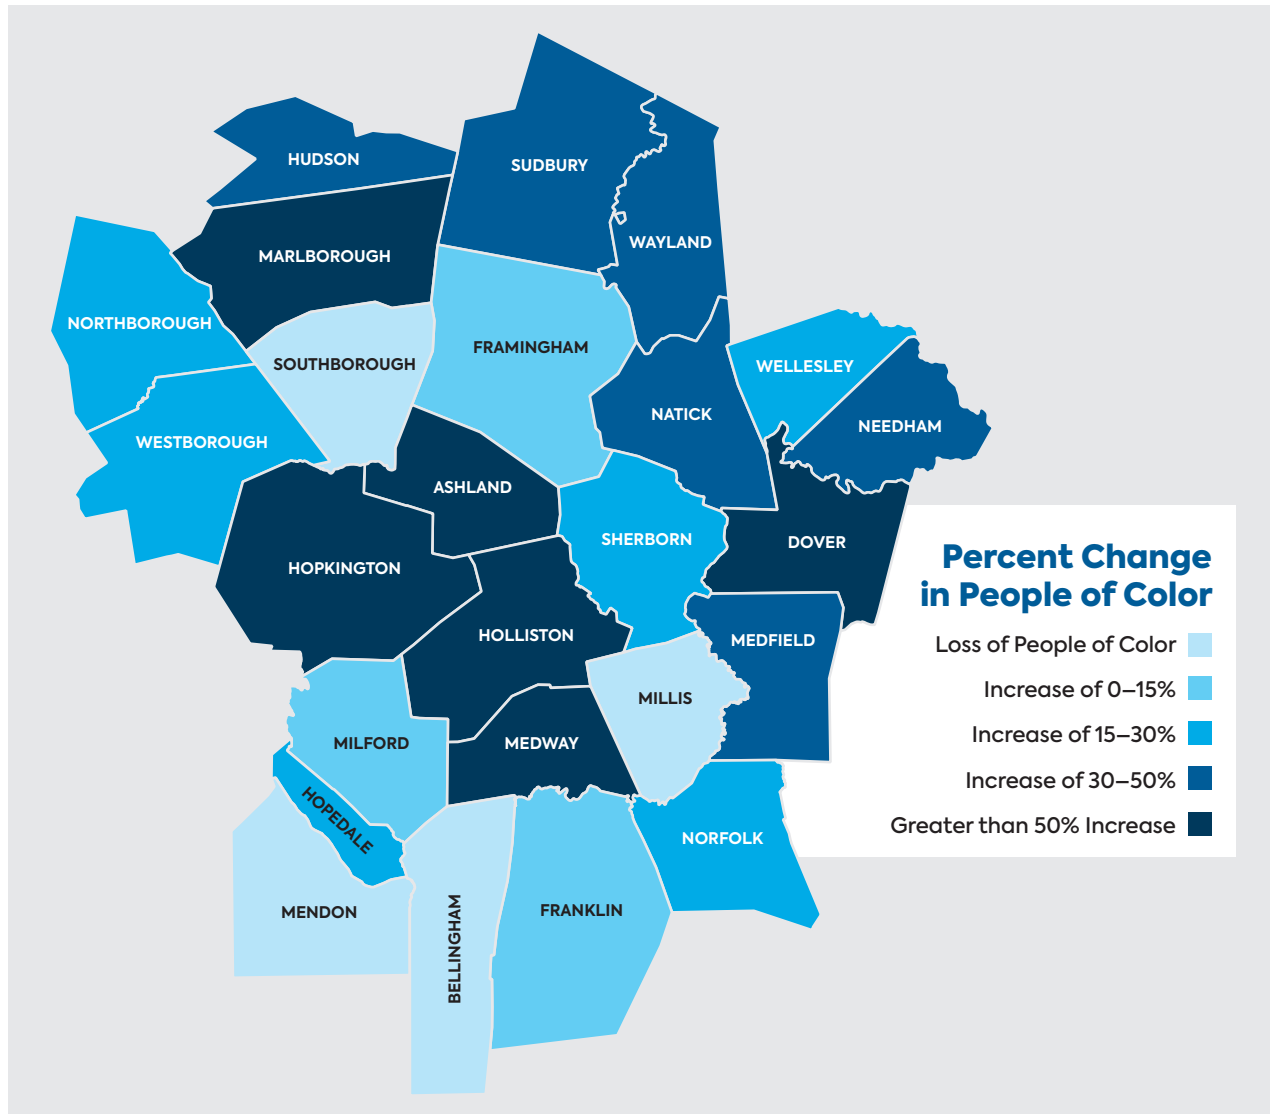 HUDSON
SUDBURY
WAYLAND
MARLBOROUGH
NORTHBOROUGH
SOUTHBOROUGH
FRAMINGHAM
WELLESLEY
NATICK
NEEDHAM
WESTBOROUGH
ASHLAND
SHERBORN
DOVER
HOPKINGTON
HOLLISTON
MEDFIELD
MILLIS
MILFORD
MEDWAY
HOPEDALE
NORFOLK
MENDON
BELLINGHAM
FRANKLIN
Percent Change
in People of Color
Loss of People of Color
Increase of 0–15%
Increase of 15–30%
Increase of 30–50%
Greater than 50% Increase